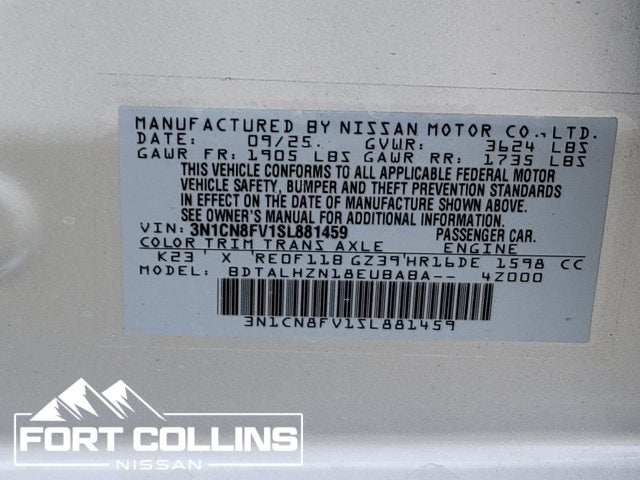 MANUFACTURED BY NISSAN MOTOR CO., LTD.
DATE: 09/25 GVWR: 3624 LBS
GAWR FR: 1905 LBS GAWR RR: 1735 LBS
THIS VEHICLE CONFORMS TO ALL APPLICABLE FEDERAL MOTOR
VEHICLE SAFETY, BUMPER AND THEFT PREVENTION STANDARDS
IN EFFECT ON THE DATE OF MANUFACTURE SHOWN ABOVE.
SEE OWNER'S MANUAL FOR ADDITIONAL INFORMATION.
VIN: 3N1CN8FV1SL881459 PASSENGER CAR.
COLOR TRIM TRANS AXLE ENGINE
K23 ' X 'RE0F11B GZ39'HR16DE 1598 CC
MODEL: BDTALHZN18EUBABA-- 4Z000
3N1CN8FV1SL881459
FORT COLLINS
NISSAN